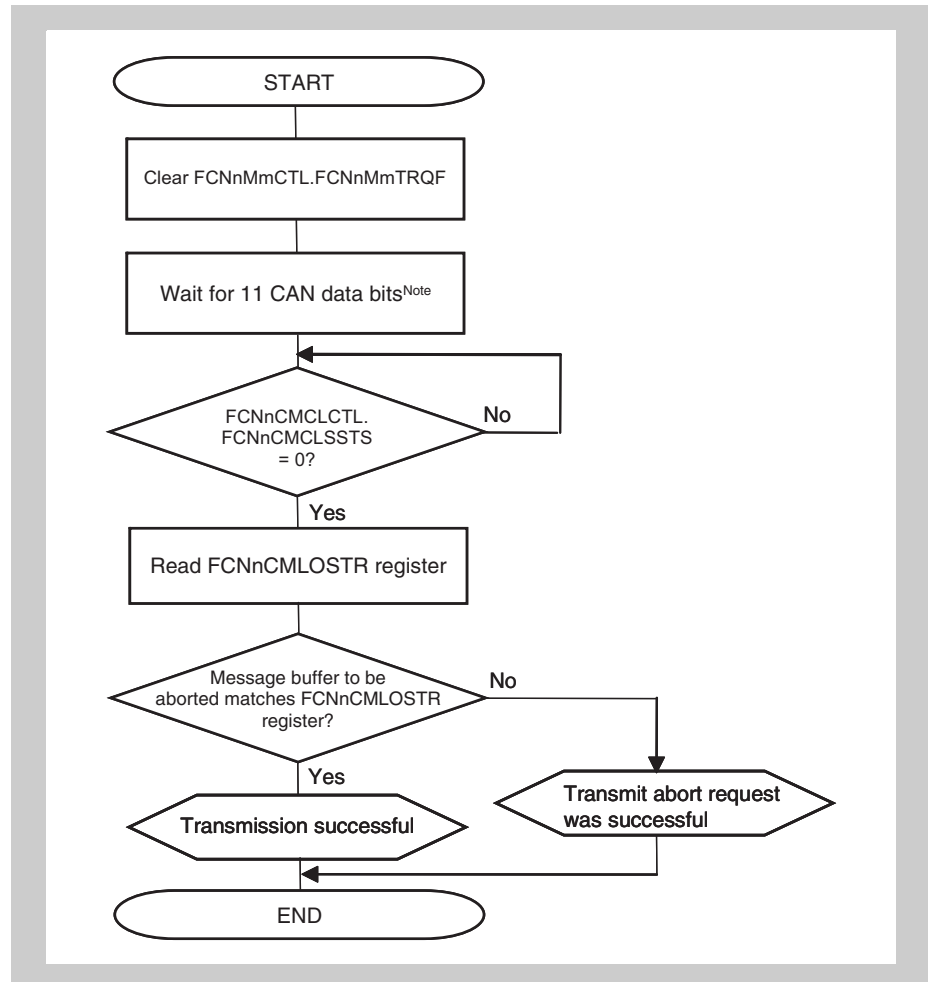 START
Clear FCNnMmCTL.FCNnMmTRQF
Wait for 11 CAN data bitsNote
FCNnCMCLCTL.
FCNnCMCLSSTS
= 0?
No
Yes
Read FCNnCMLOSTR register
Message buffer to be
aborted matches FCNnCMLOSTR
register?
No
Yes
Transmission successful
Transmit abort request
was successful
END